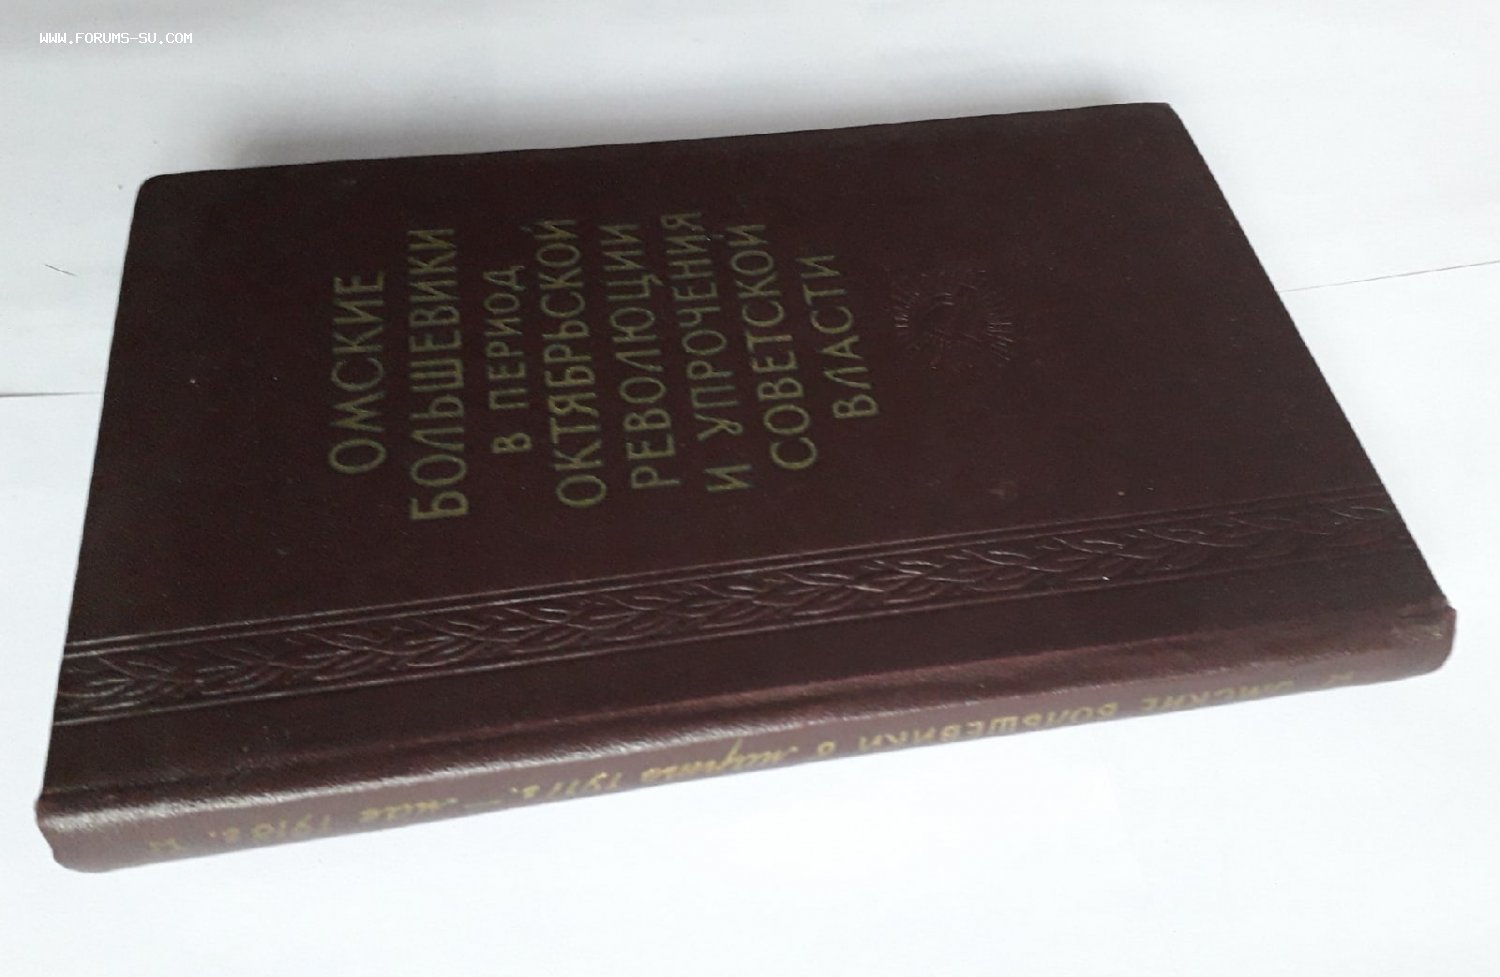 WWW.FORUMS-SU.COM
ОМСКИЕ
БОЛЬШЕВИКИ
В ПЕРИОД
ОКТЯБРЬСКОЙ
РЕВОЛЮЦИИ
И УПРОЧЕНИЯ
СОВЕТСКОЙ
ВЛАСТИ
ОМСКИЕ БОЛЬШЕВИКИ в марте 1917 г. — мае 1918 г.